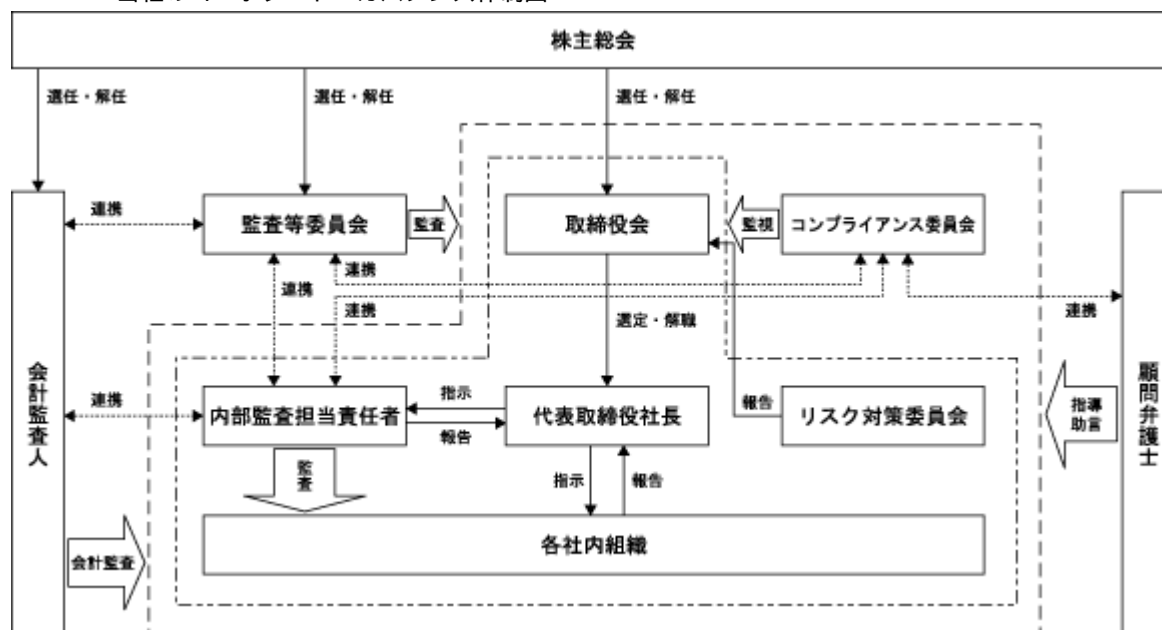 株主総会
選任・解任
選任・解任
選任・解任
連携
監査等委員会
監査
取締役会
監視
コンプライアンス委員会
連携
連携
連携
連携
選定・解職
会計監査人
顧問弁護士
連携
内部監査担当責任者
指示
報告
代表取締役社長
報告
リスク対策委員会
指導
助言
監査
指示
報告
各社内組織
会計監査